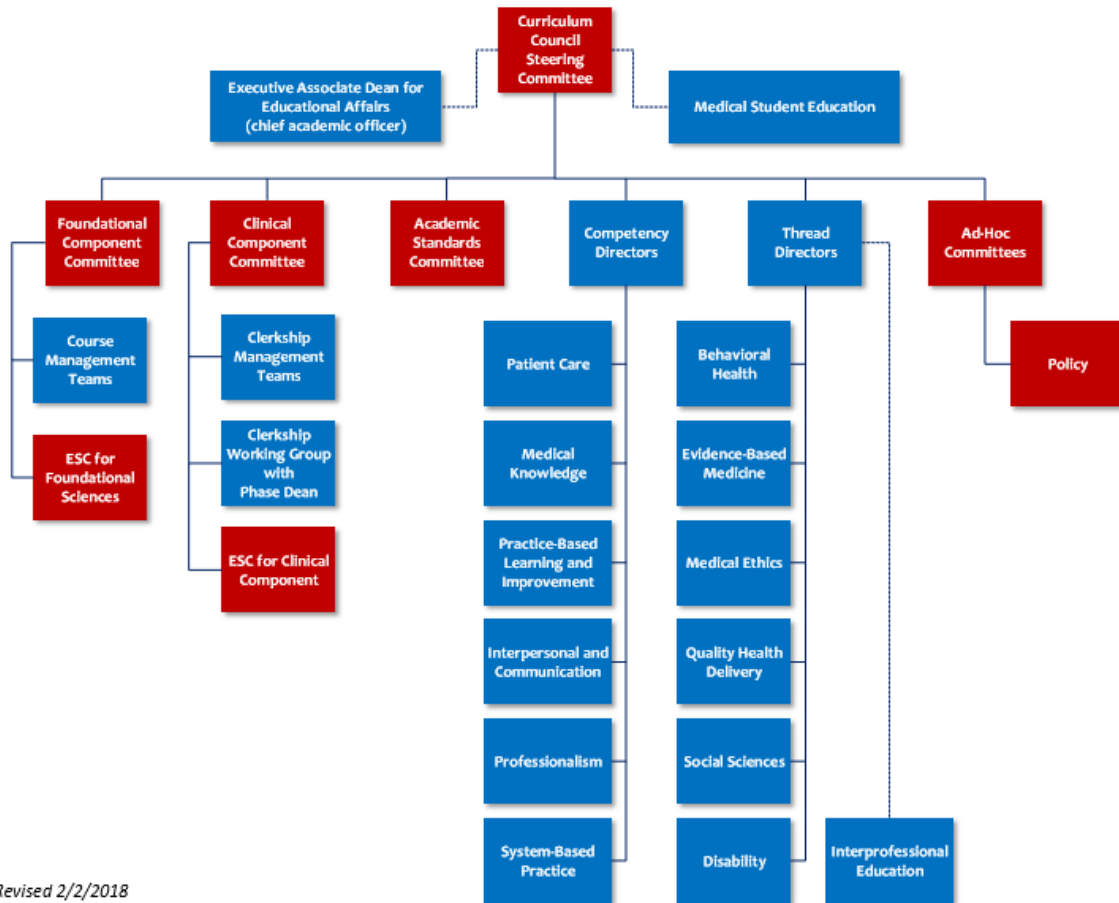 Curriculum
Council
Steering
Committee
Executive Associate Dean for
Educational Affairs
(chief academic officer)
Medical Student Education
Foundational
Component
Committee
Clinical
Component
Committee
Academic
Standards
Committee
Competency
Directors
Thread
Directors
Ad-Hoc
Committees
Course
Management
Teams
ESC for
Foundational
Sciences
Clerkship
Management
Teams
Clerkship
Working Group
with
Phase Dean
ESC for Clinical
Component
Patient Care
Medical
Knowledge
Practice-Based
Learning and
Improvement
Interpersonal and
Communication
Professionalism
System-Based
Practice
Behavioral
Health
Evidence-Based
Medicine
Medical Ethics
Quality Health
Delivery
Social Sciences
Disability
Interprofessional
Education
Policy
Revised 2/2/2018